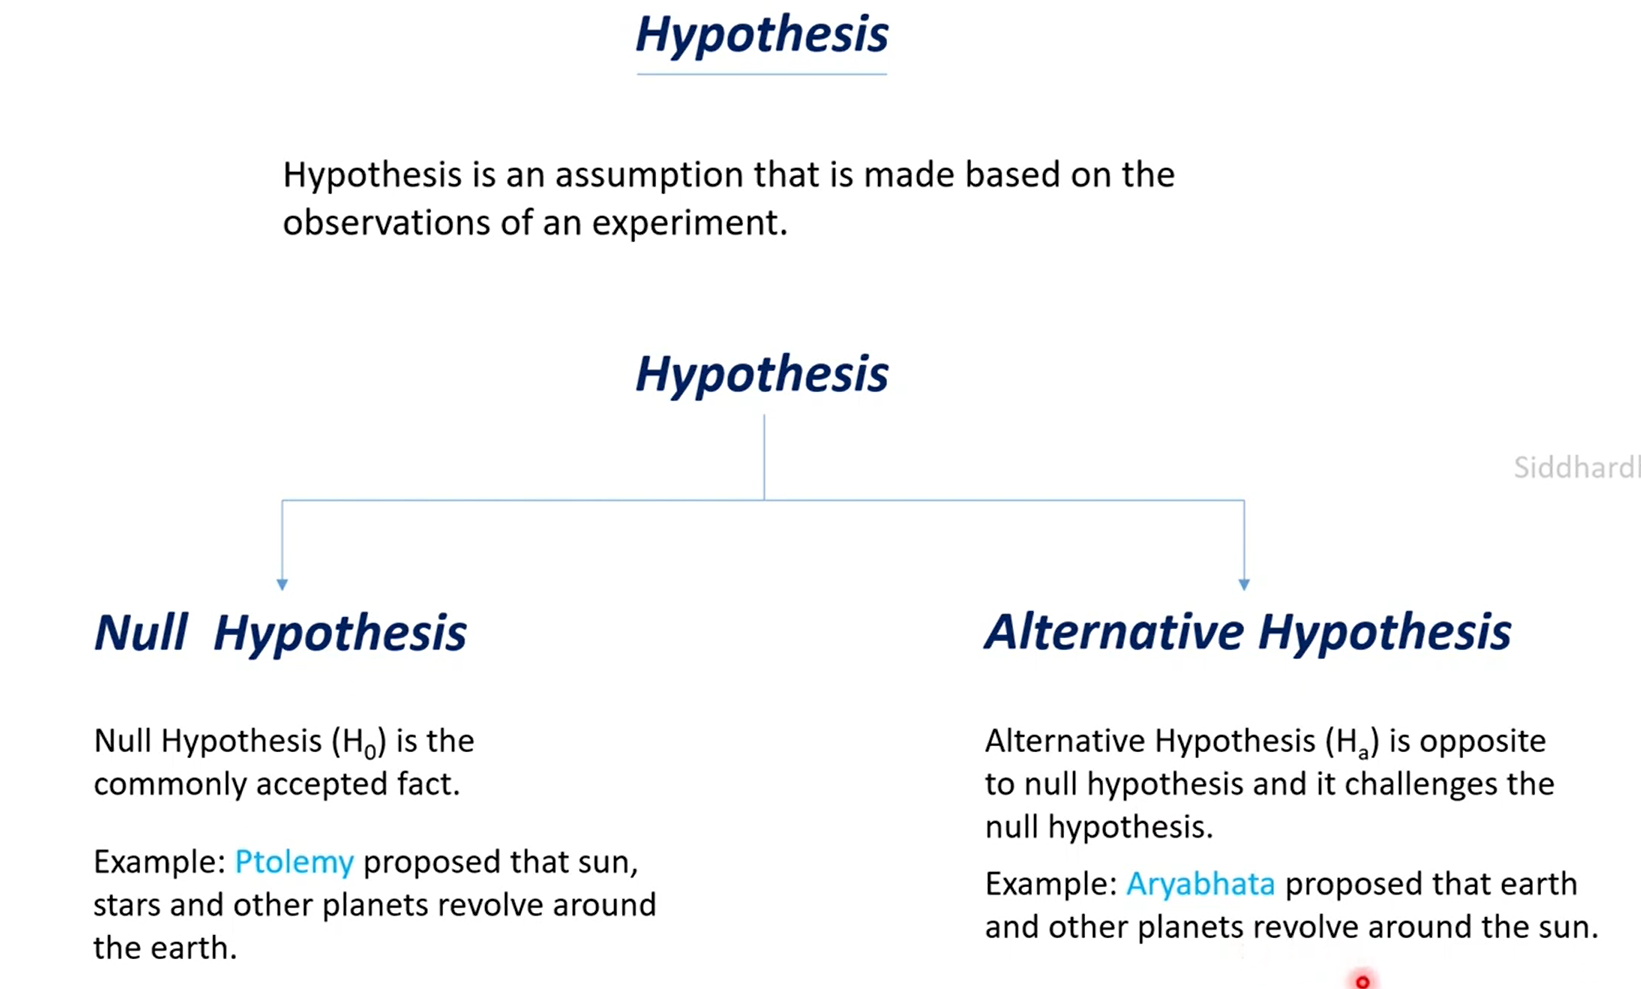 Hypothesis
Hypothesis is an assumption that is made based on the
observations of an experiment.
Hypothesis
Null Hypothesis
Null Hypothesis (H₀) is the
commonly accepted fact.
Example: Ptolemy proposed that sun,
stars and other planets revolve around
the earth.
Alternative Hypothesis
Alternative Hypothesis (Hₐ) is opposite
to null hypothesis and it challenges the
null hypothesis.
Example: Aryabhata proposed that earth
and other planets revolve around the sun.